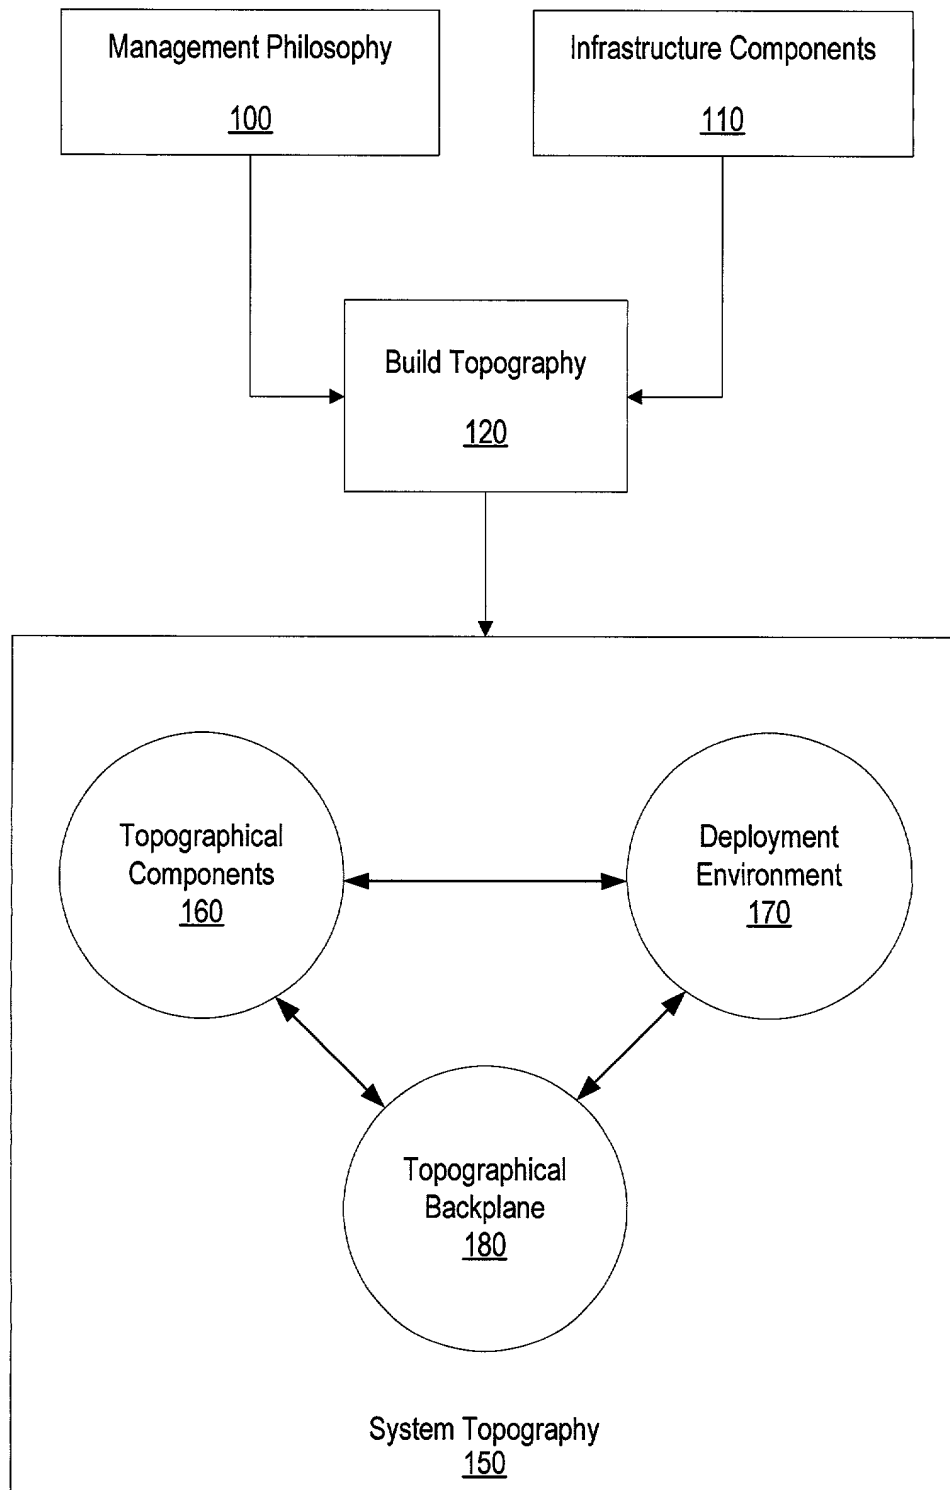 Management Philosophy
100
Infrastructure Components
110
Build Topography
120
Topographical
Components
160
Deployment
Environment
170
Topographical
Backplane
180
System Topography
150